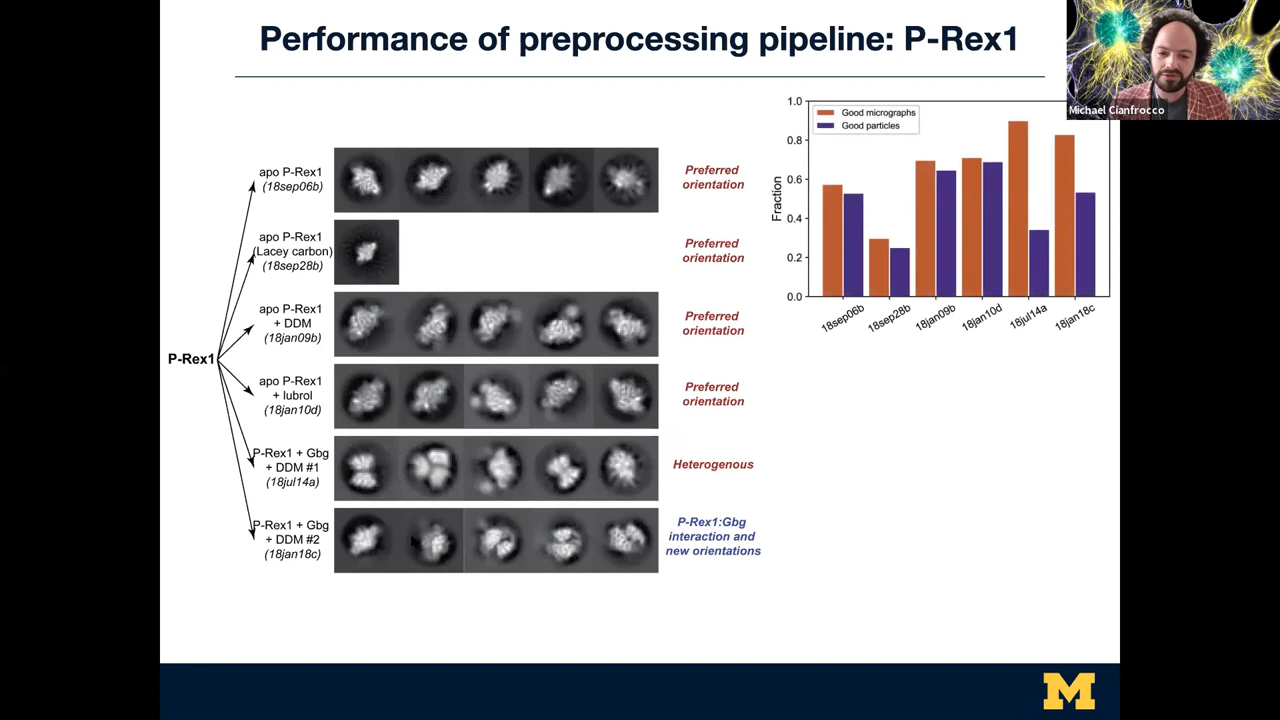 Performance of preprocessing pipeline: P-Rex1
Michael Cianfrocco
P-Rex1
apo P-Rex1
(18sep06b)
Preferred
orientation
apo P-Rex1
(Lacey carbon)
(18sep28b)
Preferred
orientation
apo P-Rex1
+ DDM
(18jan09b)
Preferred
orientation
apo P-Rex1
+ lubrol
(18jan10d)
Preferred
orientation
P-Rex1 + Gbg
+ DDM #1
(18jul14a)
Heterogenous
P-Rex1 + Gbg
+ DDM #2
(18jan18c)
P-Rex1:Gbg
interaction and
new orientations
Good micrographs
Good particles
Fraction
1.0
0.8
0.6
0.4
0.2
0.0
18sep06b
18sep28b
18jan09b
18jan10d
18jul14a
18jan18c
M